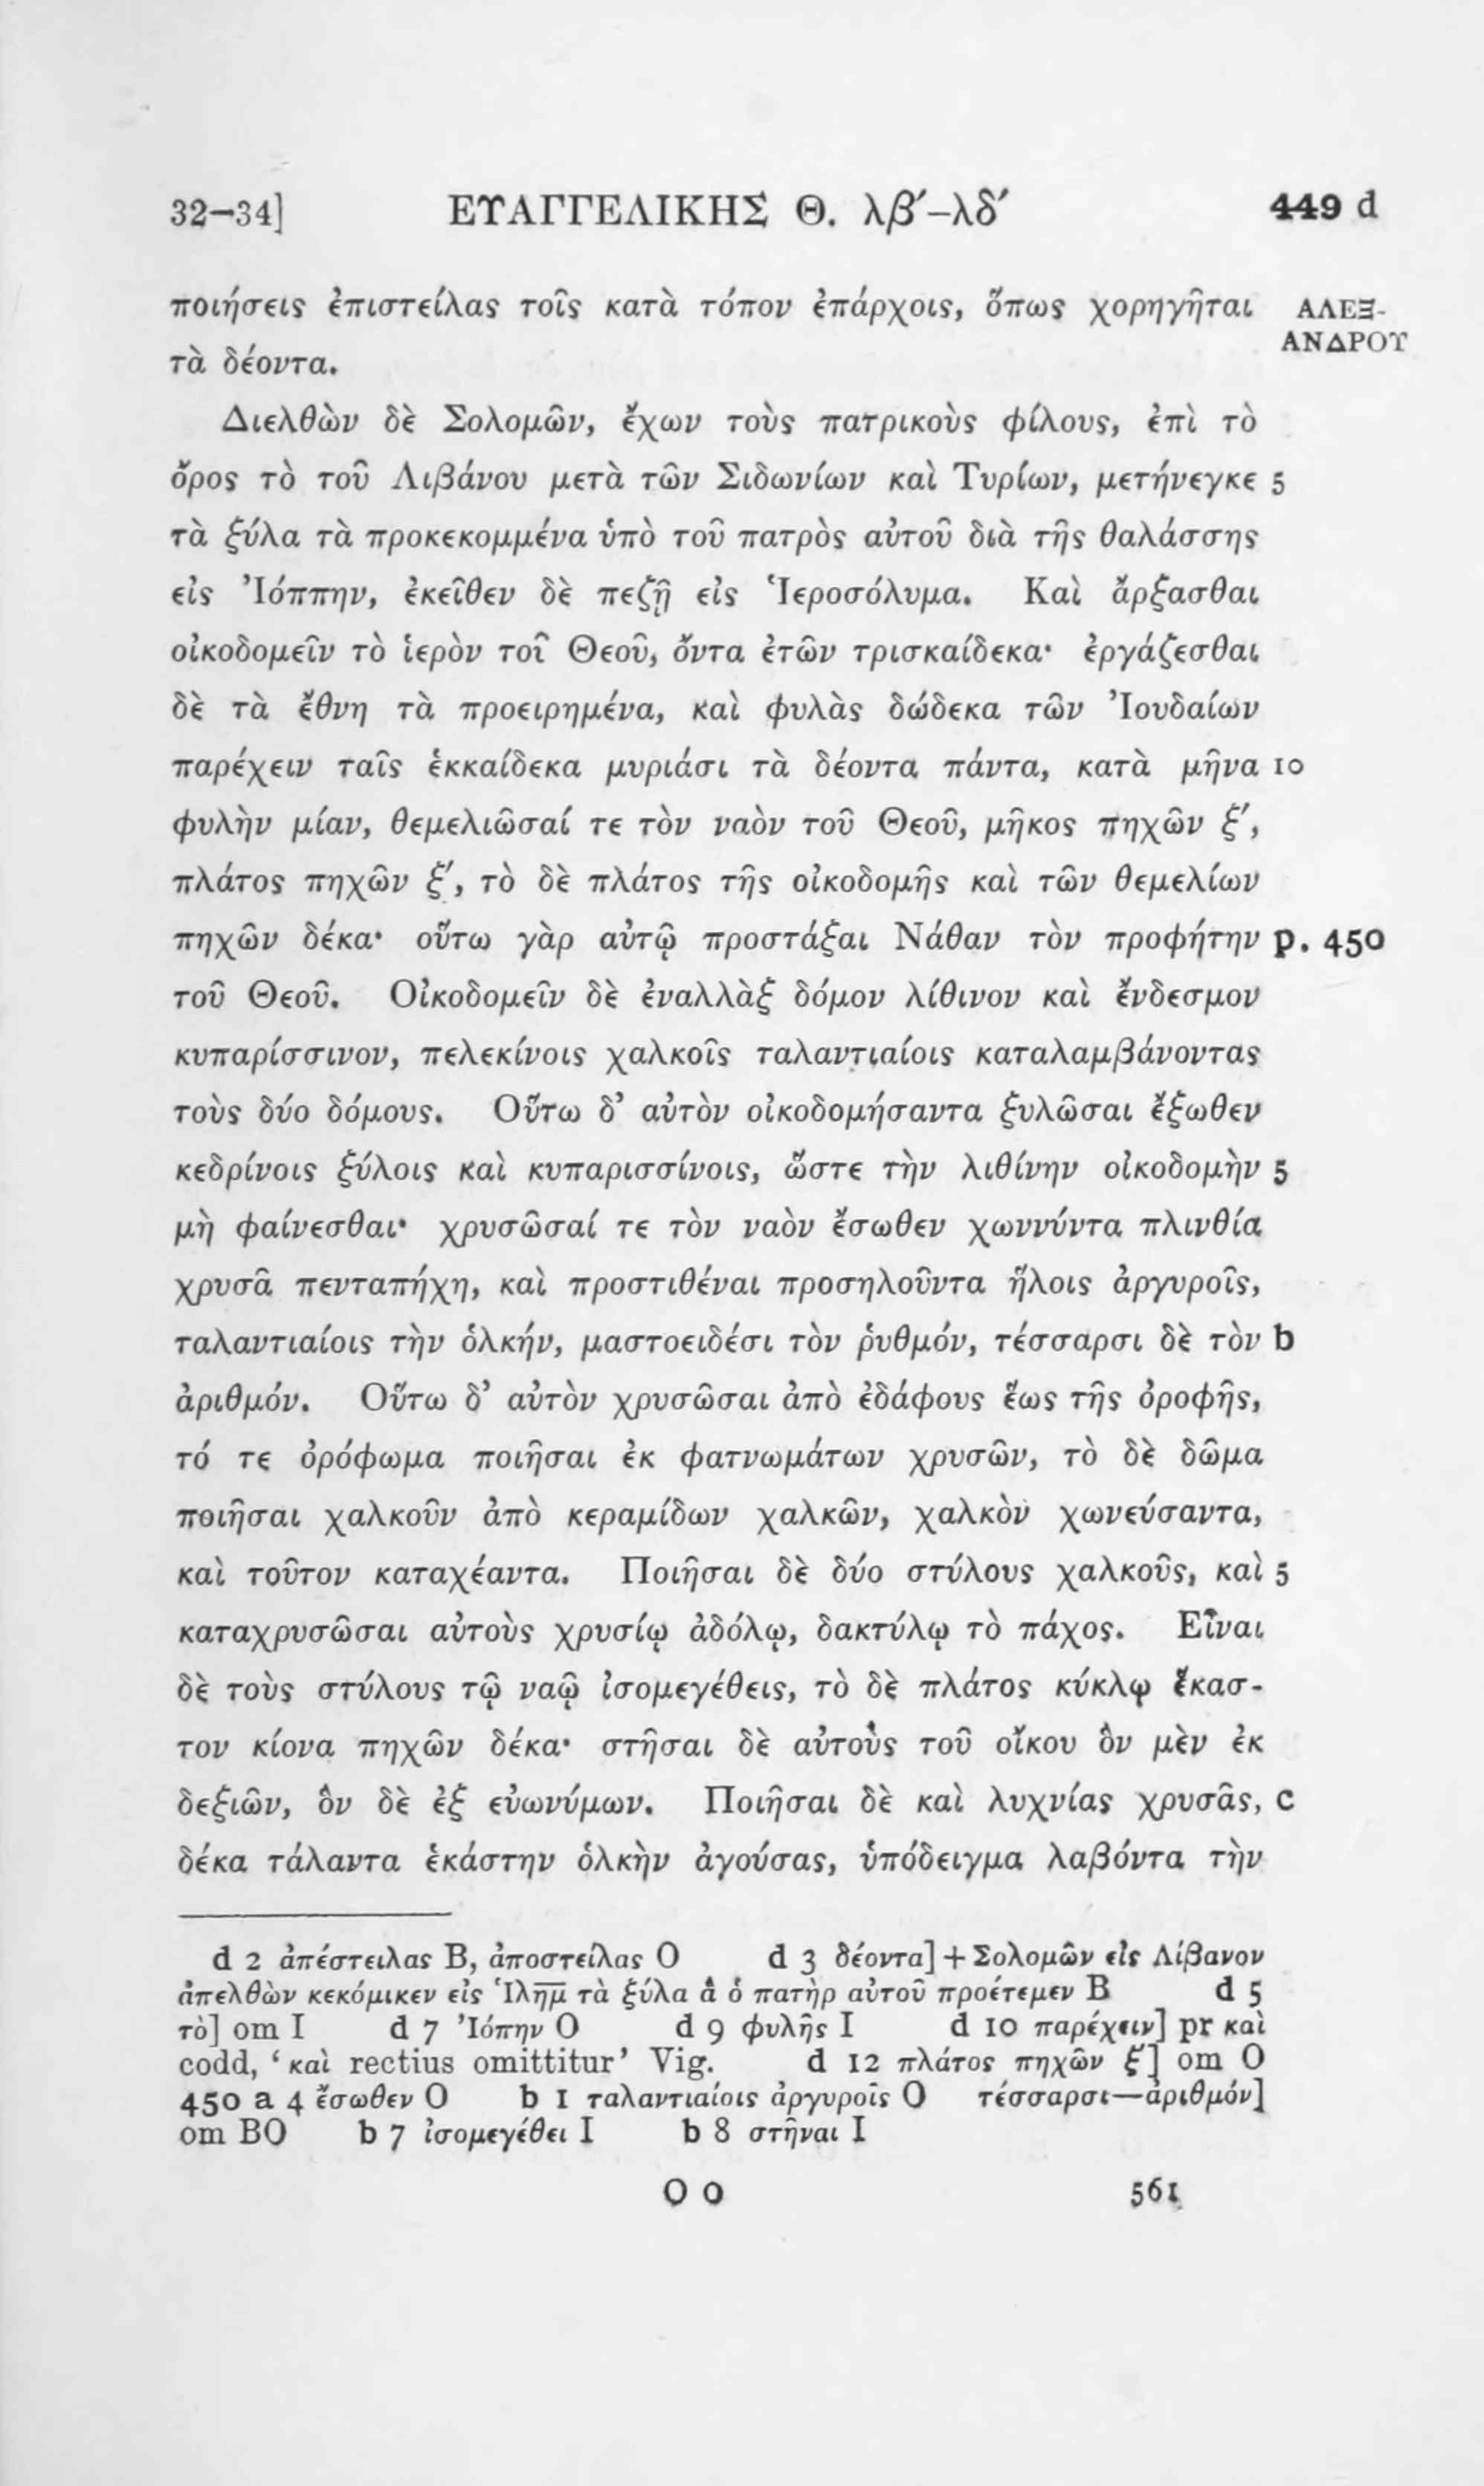 32–34] ΕΥΑΓΓΕΛΙΚΗΣ Θ. λβ′–λδ′ 449 d
ποιήσεις ἐπιστείλας τοῖς κατὰ τόπον ἐπάρχοις, ὅπως χορηγῆται ΑΛΕΞ-
ΑΝΔΡΟΥ
τὰ δέοντα.
Διελθὼν δὲ Σολομῶν, ἔχων τοὺς πατρικοὺς φίλους, ἐπὶ τὸ
ὄρος τὸ τοῦ Λιβάνου μετὰ τῶν Σιδωνίων καὶ Τυρίων, μετήνεγκε 5
τὰ ξύλα τὰ προκεκομμένα ὑπὸ τοῦ πατρὸς αὐτοῦ διὰ τῆς θαλάσσης
εἰς Ἰόππην, ἐκεῖθεν δὲ πεζῇ εἰς Ἱεροσόλυμα. Καὶ ἄρξασθαι
οἰκοδομεῖν τὸ ἱερὸν τοῦ Θεοῦ, ὄντα ἐτῶν τρισκαίδεκα· ἐργάζεσθαι
δὲ τὰ ἔθνη τὰ προειρημένα, καὶ φυλὰς δώδεκα τῶν Ἰουδαίων
παρέχειν ταῖς ἑκκαίδεκα μυριάσι τὰ δέοντα πάντα, κατὰ μῆνα 10
φυλὴν μίαν, θεμελιῶσαί τε τὸν ναὸν τοῦ Θεοῦ, μῆκος πηχῶν ξ′,
πλάτος πηχῶν ξ′, τὸ δὲ πλάτος τῆς οἰκοδομῆς καὶ τῶν θεμελίων
πηχῶν δέκα· οὕτω γὰρ αὐτῷ προστάξαι Νάθαν τὸν προφήτην p. 450
τοῦ Θεοῦ. Οἰκοδομεῖν δὲ ἐναλλὰξ δόμον λίθινον καὶ ἔνδεσμον
κυπαρίσσινον, πελεκίνοις χαλκοῖς ταλαντιαίοις καταλαμβάνοντας
τοὺς δύο δόμους. Οὕτω δ’ αὐτὸν οἰκοδομήσαντα ξυλῶσαι ἔξωθεν
κεδρίνοις ξύλοις καὶ κυπαρισσίνοις, ὥστε τὴν λιθίνην οἰκοδομὴν 5
μὴ φαίνεσθαι· χρυσῶσαί τε τὸν ναὸν ἔσωθεν χωννύντα πλινθία
χρυσᾶ πενταπήχη, καὶ προστιθέναι προσηλοῦντα ἥλοις ἀργυροῖς,
ταλαντιαίοις τὴν ὁλκήν, μαστοειδέσι τὸν ῥυθμόν, τέσσαρσι δὲ τὸν b
ἀριθμόν. Οὕτω δ’ αὐτὸν χρυσῶσαι ἀπὸ ἐδάφους ἕως τῆς ὀροφῆς,
τό τε ὀρόφωμα ποιῆσαι ἐκ φατνωμάτων χρυσῶν, τὸ δὲ δῶμα
ποιῆσαι χαλκοῦν ἀπὸ κεραμίδων χαλκῶν, χαλκὸν χωνεύσαντα,
καὶ τοῦτον καταχέαντα. Ποιῆσαι δὲ δύο στύλους χαλκοῦς, καὶ 5
καταχρυσῶσαι αὐτοὺς χρυσίῳ ἀδόλῳ, δακτύλῳ τὸ πάχος. Εἶναι
δὲ τοὺς στύλους τῷ ναῷ ἰσομεγέθεις, τὸ δὲ πλάτος κύκλῳ ἕκασ-
τον κίονα πηχῶν δέκα· στῆσαι δὲ αὐτοὺς τοῦ οἴκου ὃν μὲν ἐκ
δεξιῶν, ὃν δὲ ἐξ εὐωνύμων. Ποιῆσαι δὲ καὶ λυχνίας χρυσᾶς, c
δέκα τάλαντα ἑκάστην ὁλκὴν ἀγούσας, ὑπόδειγμα λαβόντα τὴν
d 2 ἀπέστειλας B, ἀποστείλας O d 3 δέοντα] + Σολομῶν εἰς Λίβανον
ἀπελθὼν κεκόμικεν εἰς Ἱλη̅μ̅ τὰ ξύλα ἃ ὁ πατὴρ αὐτοῦ προέτεμεν B d 5
τὸ] om I d 7 Ἰόπην O d 9 φυλῆς I d 10 παρέχειν] pr καὶ
codd, ‘καὶ rectius omittitur’ Vig. d 12 πλάτος πηχῶν ξ′] om O
450 a 4 ἔσωθεν O b 1 ταλαντιαίοις ἀργυροῖς O τέσσαρσι—ἀριθμόν]
om BO b 7 ἰσομεγέθει I b 8 στῆναι I
O O 561